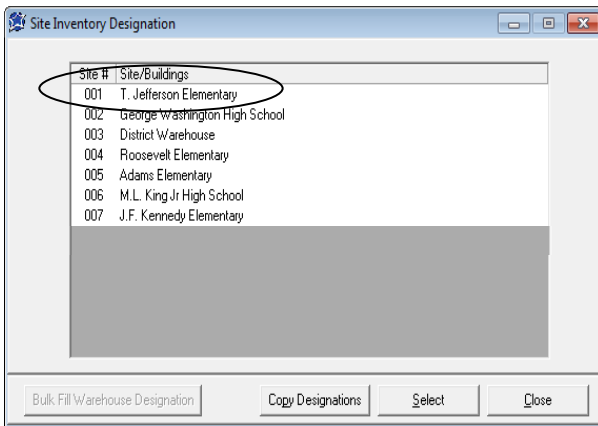 Site Inventory Designation
Site # Site/Buildings
001 T. Jefferson Elementary
002 George Washington High School
003 District Warehouse
004 Roosevelt Elementary
005 Adams Elementary
006 M.L. King Jr High School
007 J.F. Kennedy Elementary
Bulk Fill Warehouse Designation Copy Designations Select Close